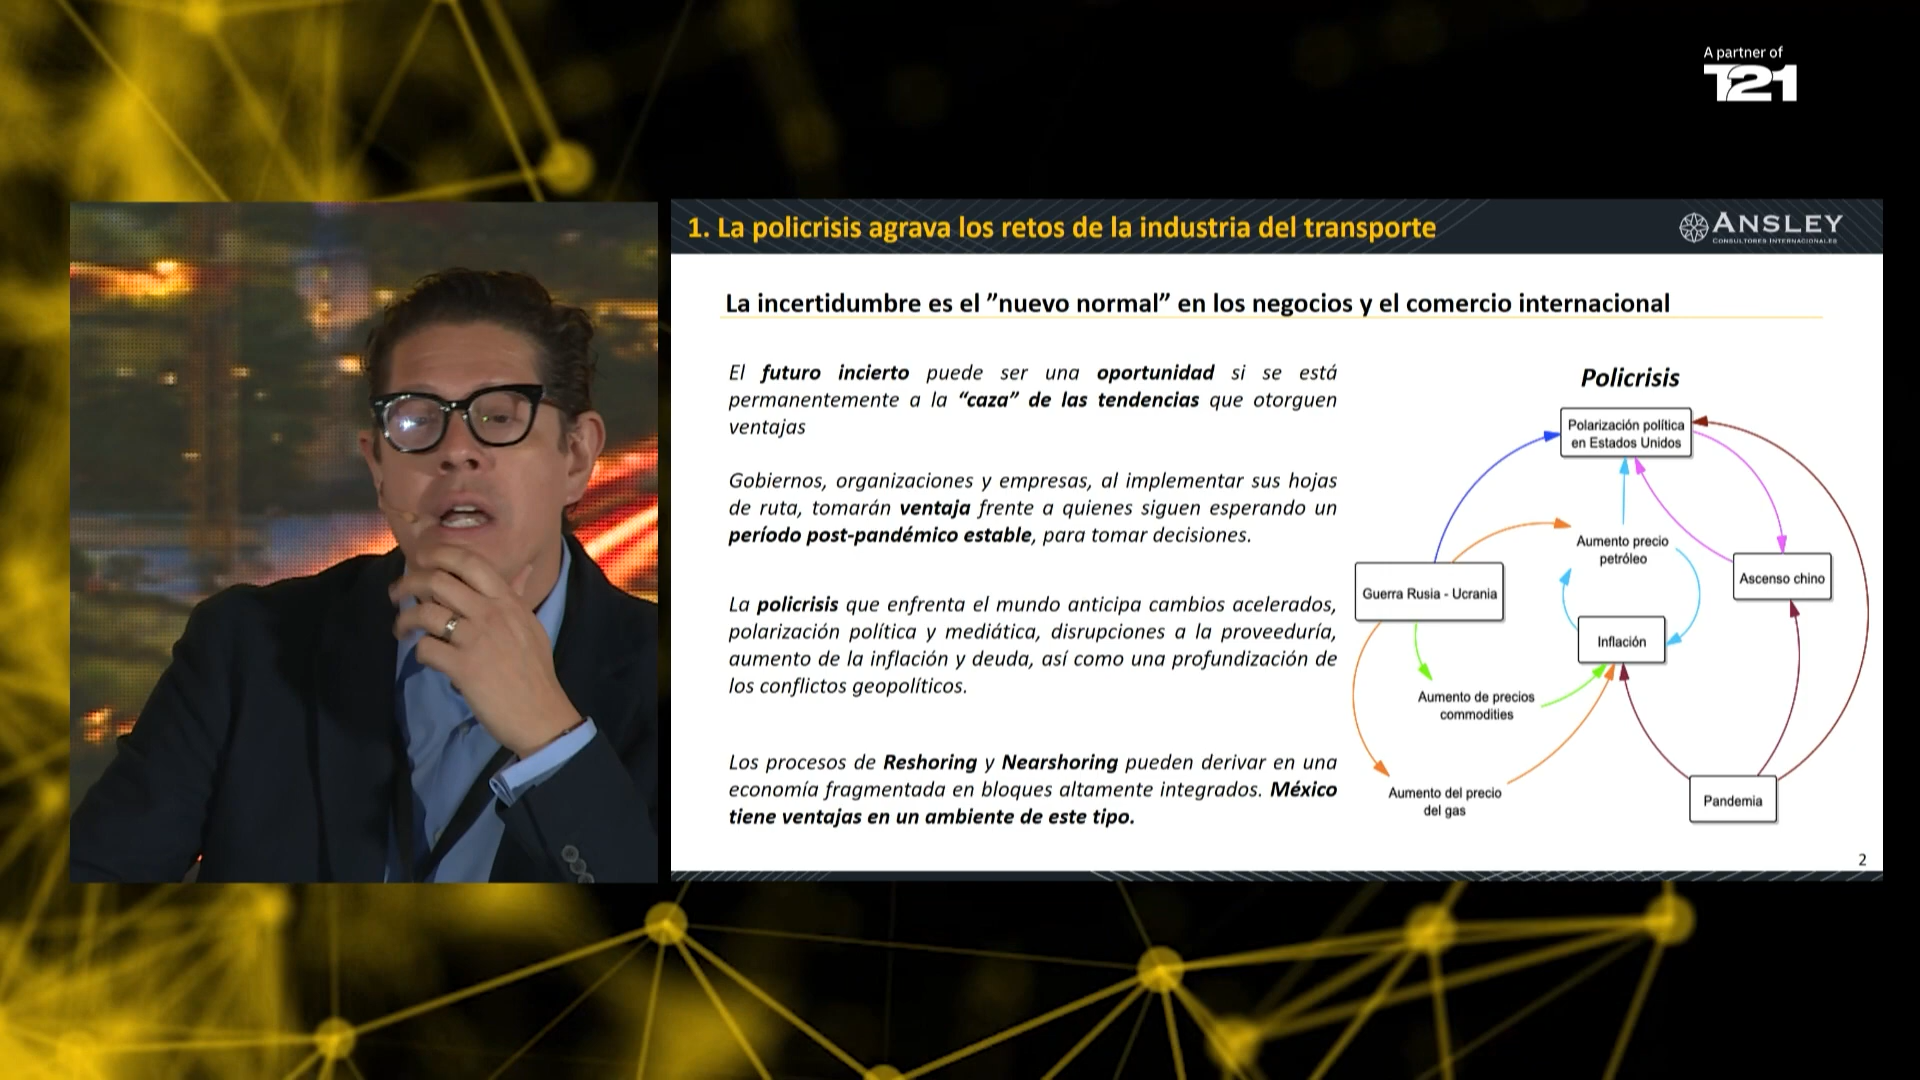 A partner of
T21
1. La policrisis agrava los retos de la industria del transporte
ANSLEY
CONSULTORES INTERNACIONALES
La incertidumbre es el ”nuevo normal” en los negocios y el comercio internacional
El futuro incierto puede ser una oportunidad si se está
permanentemente a la “caza” de las tendencias que otorguen
ventajas
Gobiernos, organizaciones y empresas, al implementar sus hojas
de ruta, tomarán ventaja frente a quienes siguen esperando un
período post-pandémico estable, para tomar decisiones.
La policrisis que enfrenta el mundo anticipa cambios acelerados,
polarización política y mediática, disrupciones a la proveeduría,
aumento de la inflación y deuda, así como una profundización de
los conflictos geopolíticos.
Los procesos de Reshoring y Nearshoring pueden derivar en una
economía fragmentada en bloques altamente integrados. México
tiene ventajas en un ambiente de este tipo.
Policrisis
Polarización política
en Estados Unidos
Aumento precio
petróleo
Ascenso chino
Guerra Rusia - Ucrania
Inflación
Aumento de precios
commodities
Aumento del precio
del gas
Pandemia
2